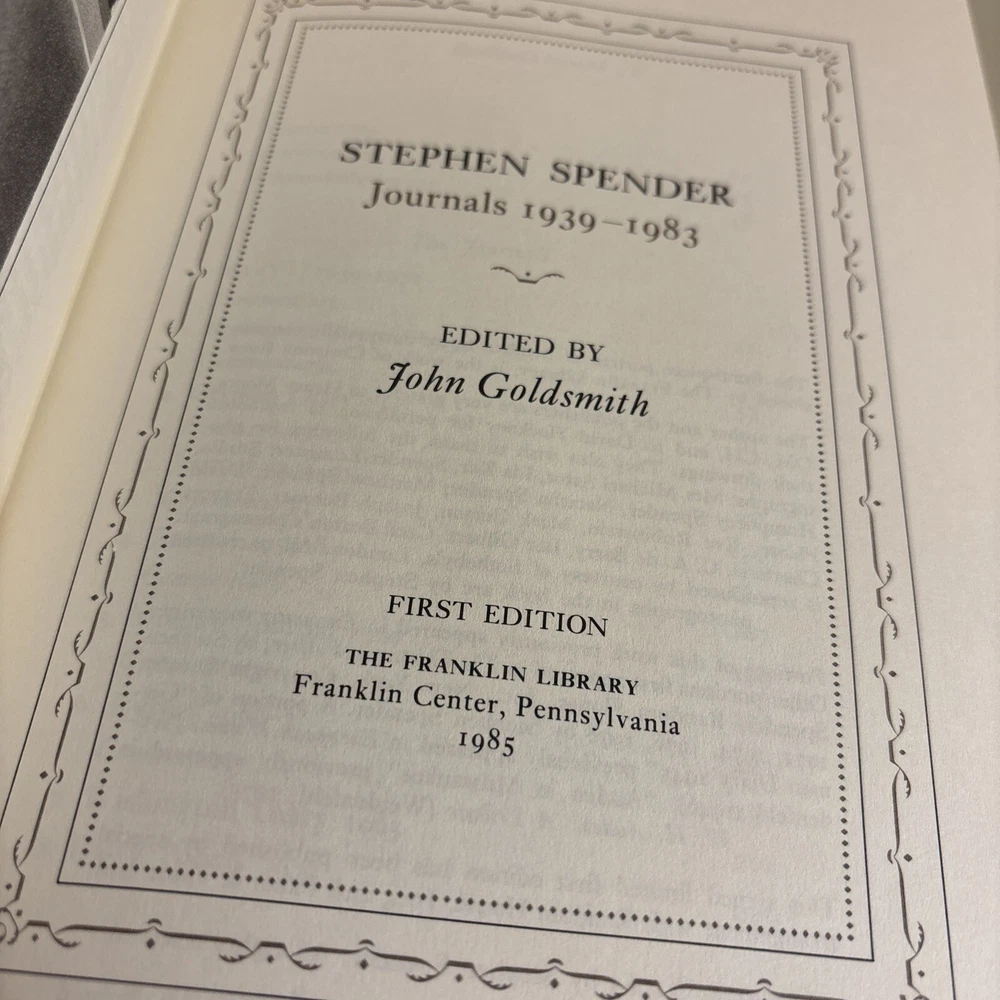 STEPHEN SPENDER
Journals 1939–1983
EDITED BY
John Goldsmith
FIRST EDITION
THE FRANKLIN LIBRARY
Franklin Center, Pennsylvania
1985